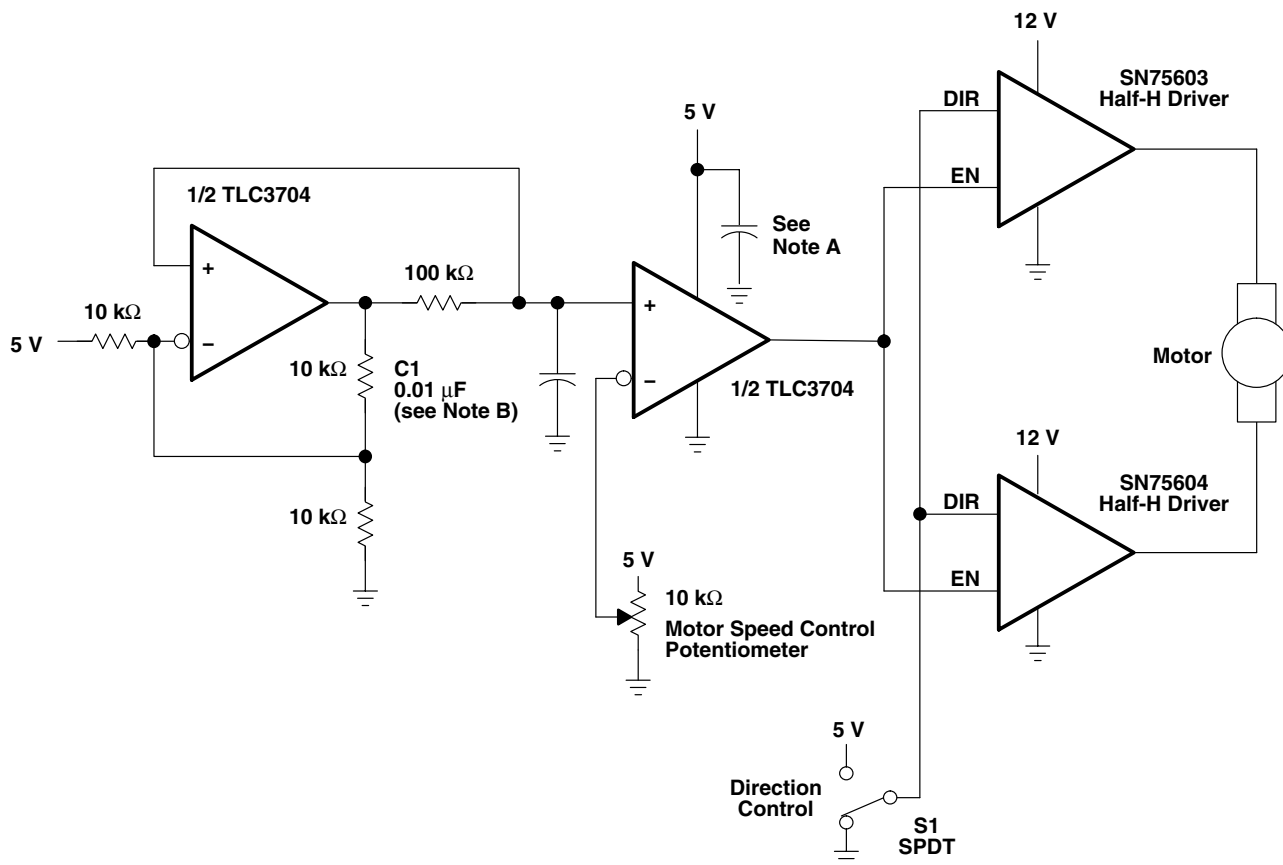 12 V
SN75603
Half-H Driver
DIR
EN
5 V
See
Note A
1/2 TLC3704
+
−
100 kΩ
10 kΩ
5 V
10 kΩ
C1
0.01 μF
(see Note B)
10 kΩ
+
−
1/2 TLC3704
Motor
12 V
SN75604
Half-H Driver
DIR
EN
5 V
10 kΩ
Motor Speed Control
Potentiometer
5 V
Direction
Control
S1
SPDT